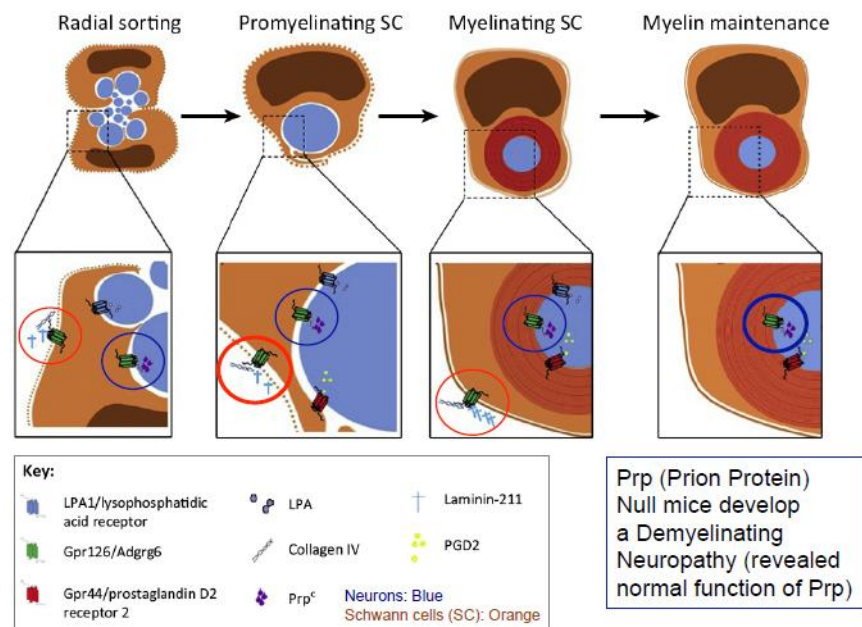 Radial sorting
Promyelinating SC
Myelinating SC
Myelin maintenance
Key:
LPA1/lysophosphatidic
acid receptor
Gpr126/Adgrg6
Gpr44/prostaglandin D2
receptor 2
LPA
Collagen IV
Prpᶜ
Laminin-211
PGD2
Neurons: Blue
Schwann cells (SC): Orange
Prp (Prion Protein)
Null mice develop
a Demyelinating
Neuropathy (revealed
normal function of Prp)